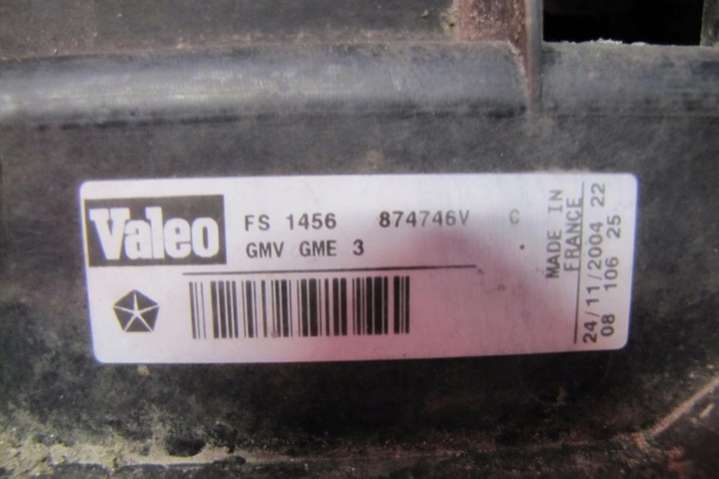 Valeo
FS 1456 874746V C
GMV GME 3
MADE IN
FRANCE
24/11/2004 22
08 106 25